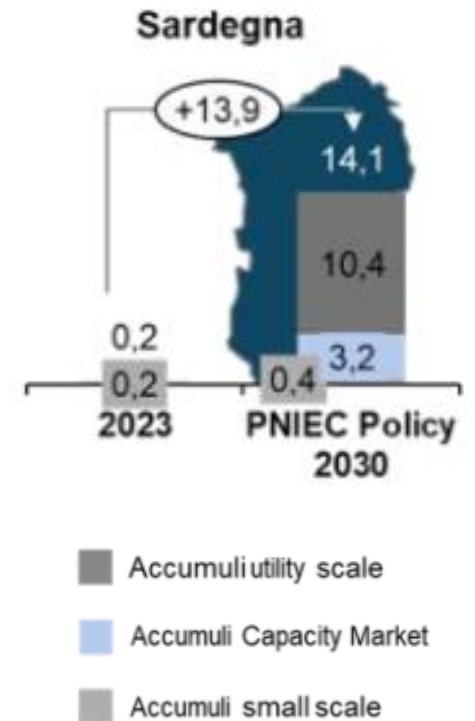 Sardegna
+13,9
14,1
10,4
0,2
3,2
0,2
0,4
2023
PNIEC Policy
2030
Accumuli utility scale
Accumuli Capacity Market
Accumuli small scale